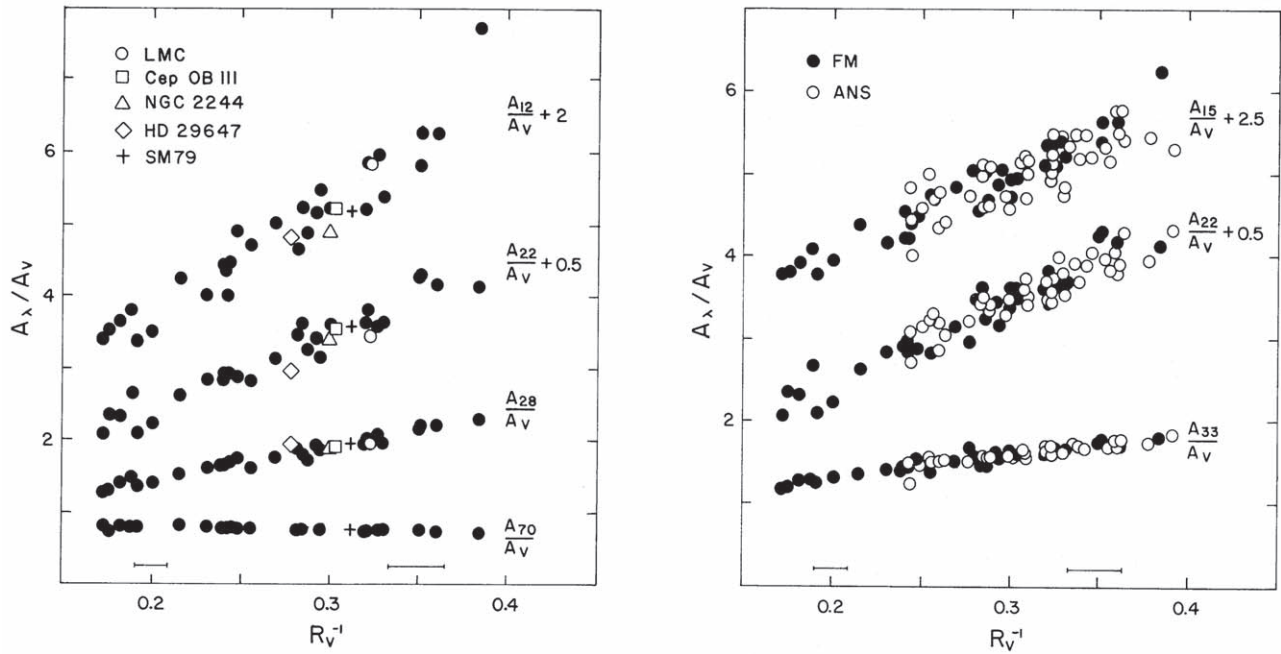 LMC
Cep OB III
NGC 2244
HD 29647
SM79
A12/AV + 2
A22/AV + 0.5
A28/AV
A70/AV
6
4
2
Aλ/AV
0.2
0.3
0.4
RV⁻¹
FM
ANS
A15/AV + 2.5
A22/AV + 0.5
A33/AV
6
4
2
0.2
0.3
0.4
RV⁻¹